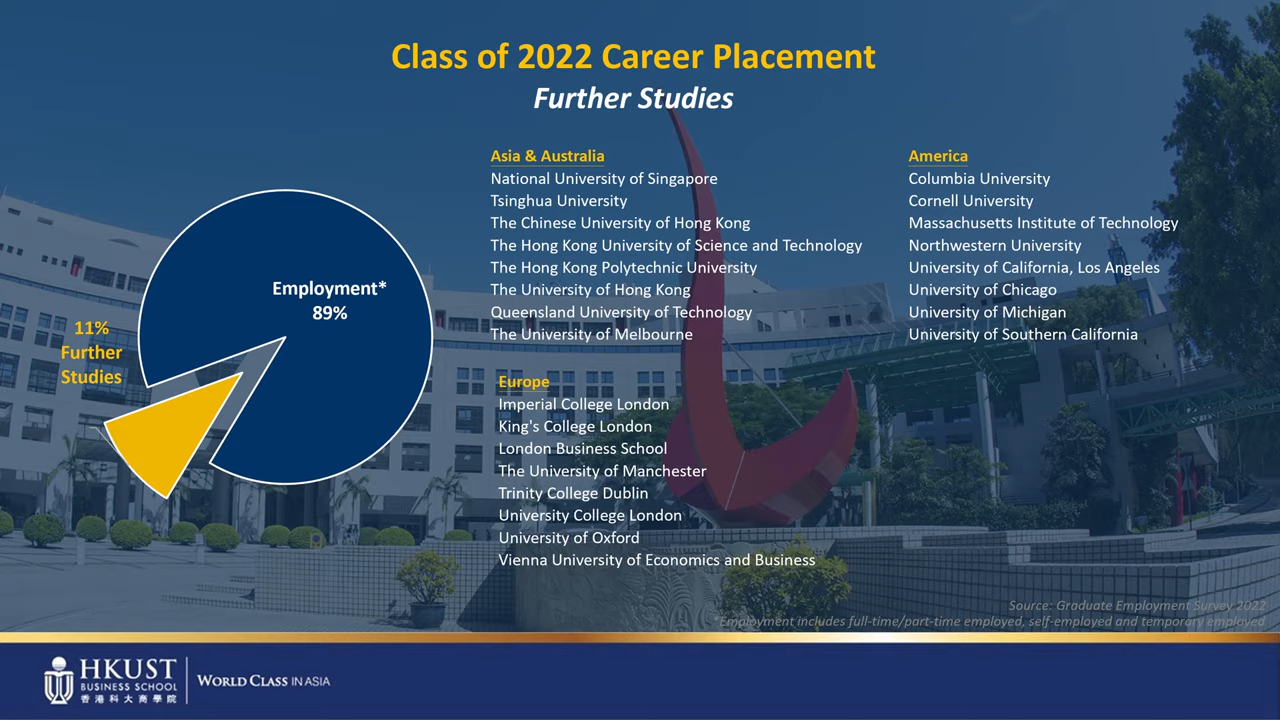 Class of 2022 Career Placement
Further Studies
Employment*
89%
11%
Further
Studies
Asia & Australia
National University of Singapore
Tsinghua University
The Chinese University of Hong Kong
The Hong Kong University of Science and Technology
The Hong Kong Polytechnic University
The University of Hong Kong
Queensland University of Technology
The University of Melbourne
America
Columbia University
Cornell University
Massachusetts Institute of Technology
Northwestern University
University of California, Los Angeles
University of Chicago
University of Michigan
University of Southern California
Europe
Imperial College London
King's College London
London Business School
The University of Manchester
Trinity College Dublin
University College London
University of Oxford
Vienna University of Economics and Business
Source: Graduate Employment Survey 2022
*Employment includes full-time/part-time employed, self-employed and temporary employed
HKUST
BUSINESS SCHOOL
香港科大商學院
WORLD CLASS IN ASIA